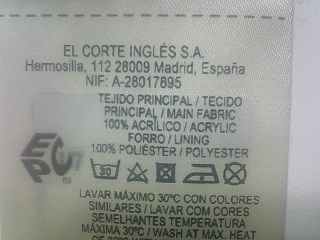 EL CORTE INGLÉS S.A.
Hermosilla, 112 28009 Madrid, España
NIF: A-28017895
TEJIDO PRINCIPAL / TECIDO
PRINCIPAL / MAIN FABRIC
100% ACRÍLICO / ACRYLIC
FORRO / LINING
100% POLIÉSTER / POLYESTER
EPC
TM
30
LAVAR MÁXIMO 30ºC CON COLORES
SIMILARES / LAVAR COM CORES
SEMELHANTES TEMPERATURA
MÁXIMA 30ºC / WASH AT MAX. HEAT